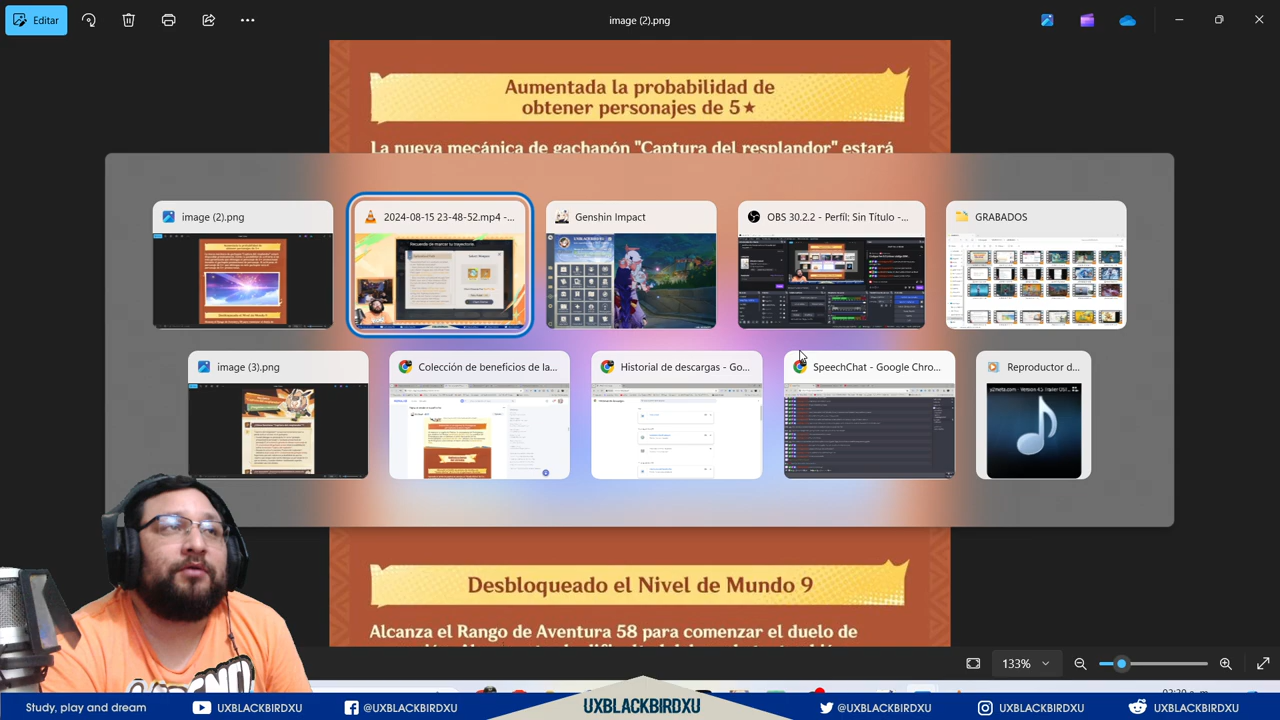 Editar
image (2).png
Aumentada la probabilidad de
obtener personajes de 5★
La nueva mecánica de gachapón "Captura del resplandor" estará
image (2).png
2024-08-15 23-48-52.mp4 -...
Genshin Impact
OBS 30.2.2 - Perfil: Sin Título -...
GRABADOS
image (3).png
Colección de beneficios de la...
Historial de descargas - Go...
SpeechChat - Google Chro...
Reproductor d...
Desbloqueado el Nivel de Mundo 9
Alcanza el Rango de Aventura 58 para comenzar el duelo de
133%
Study, play and dream
UXBLACKBIRDXU
@UXBLACKBIRDXU
UXBLACKBIRDXU
@UXBLACKBIRDXU
UXBLACKBIRDXU
UXBLACKBIRDXU